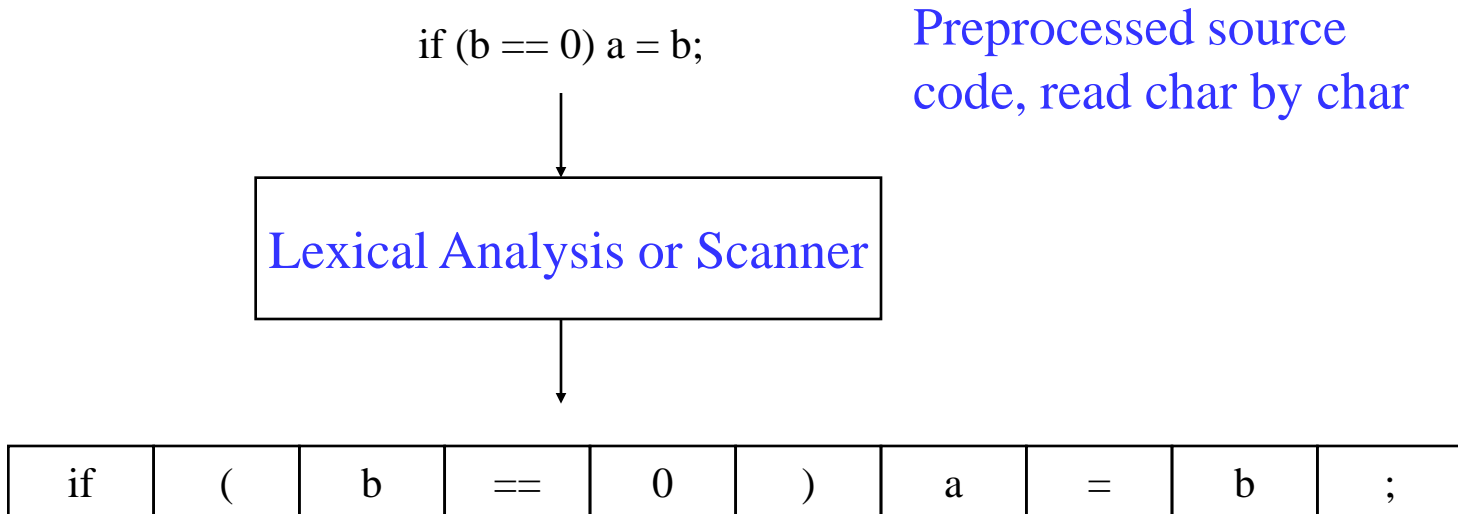 if (b == 0) a = b;
Preprocessed source
code, read char by char
Lexical Analysis or Scanner
if ( b == 0 ) a = b ;